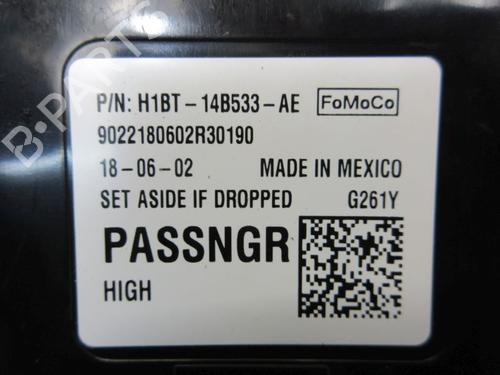 P/N: H1BT-14B533-AE FoMoCo
9022180602R30190
18-06-02 MADE IN MEXICO
SET ASIDE IF DROPPED G261Y
PASSNGR
HIGH
B-Parts